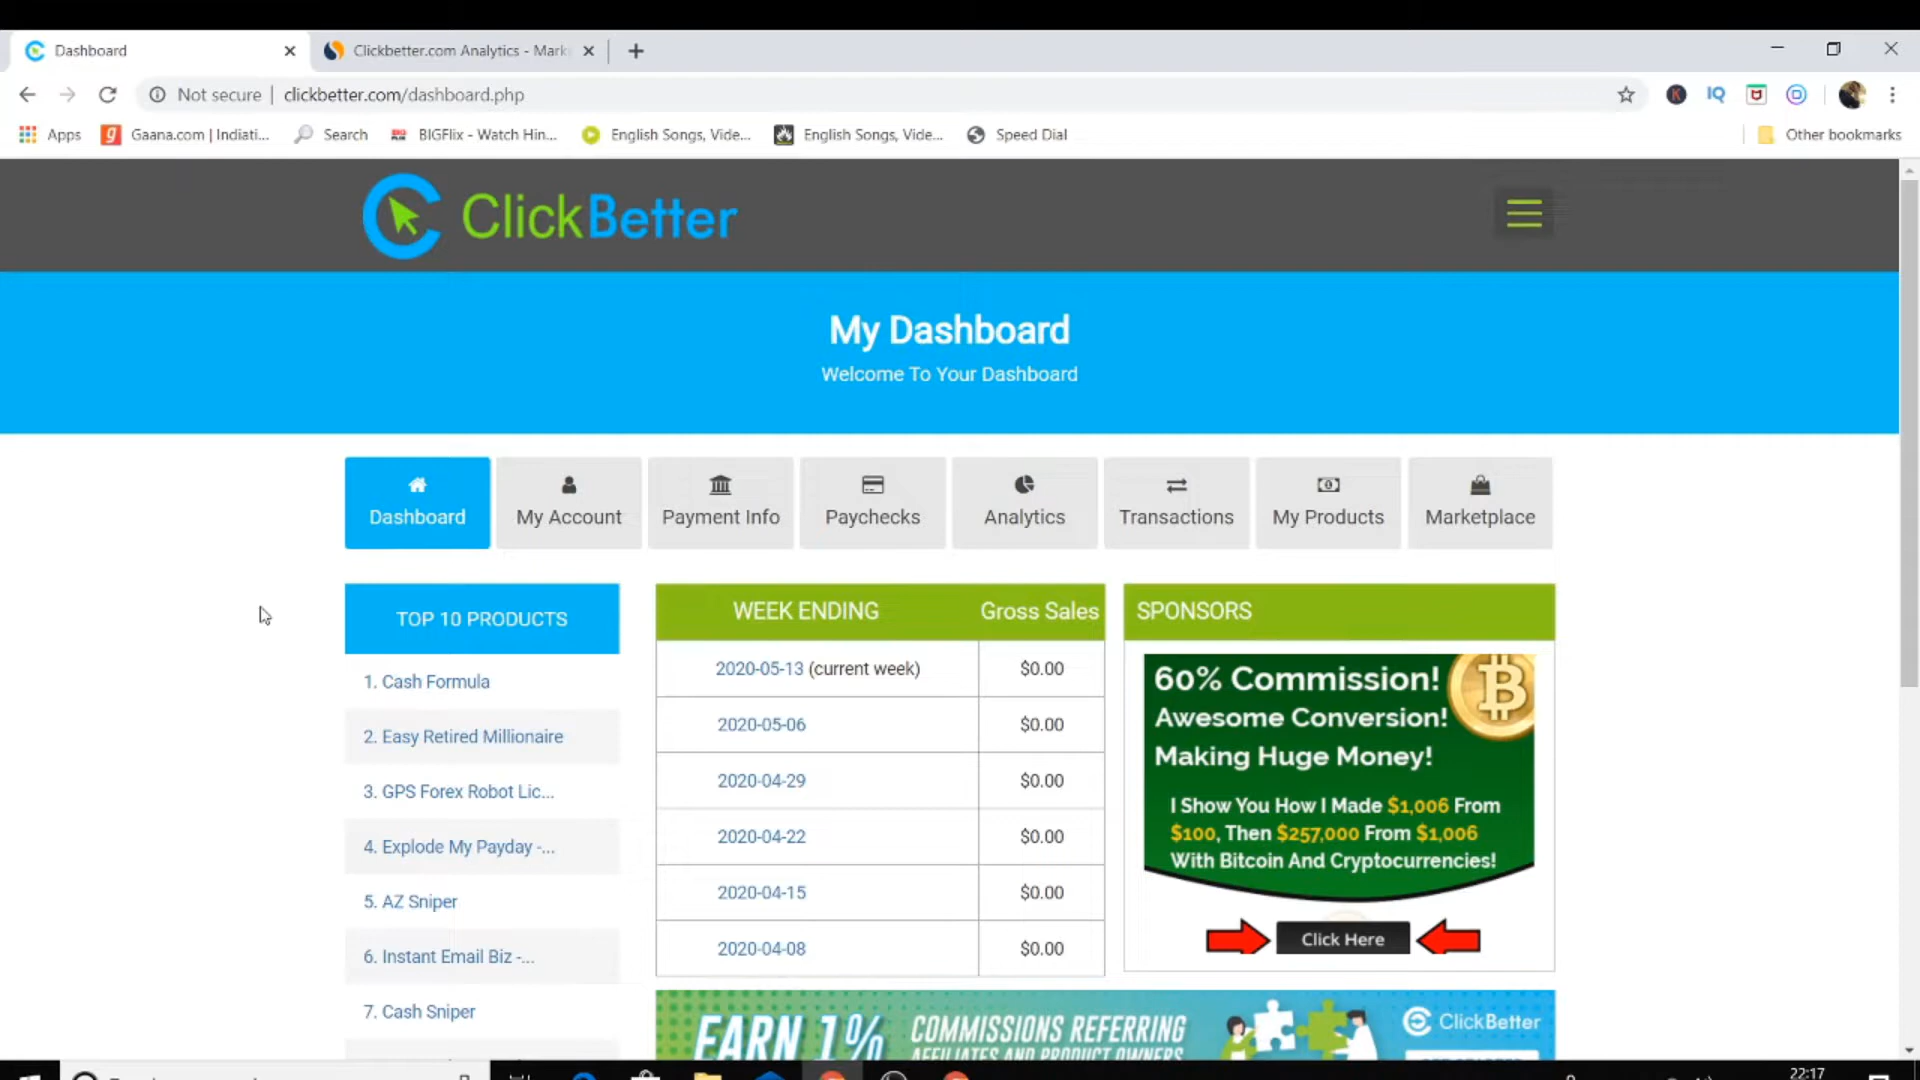 Dashboard
Clickbetter.com Analytics - Mark
Not secure
clickbetter.com/dashboard.php
Apps
Gaana.com | Indiati...
Search
BIGFlix - Watch Hin...
English Songs, Vide...
English Songs, Vide...
Speed Dial
Other bookmarks
ClickBetter
My Dashboard
Welcome To Your Dashboard
Dashboard
My Account
Payment Info
Paychecks
Analytics
Transactions
My Products
Marketplace
TOP 10 PRODUCTS
1. Cash Formula
2. Easy Retired Millionaire
3. GPS Forex Robot Lic...
4. Explode My Payday -...
5. AZ Sniper
6. Instant Email Biz -...
7. Cash Sniper
WEEK ENDING Gross Sales
2020-05-13 (current week) $0.00
2020-05-06 $0.00
2020-04-29 $0.00
2020-04-22 $0.00
2020-04-15 $0.00
2020-04-08 $0.00
SPONSORS
60% Commission!
Awesome Conversion!
Making Huge Money!
I Show You How I Made $1,006 From
$100, Then $257,000 From $1,006
With Bitcoin And Cryptocurrencies!
Click Here
EARN 1%
COMMISSIONS REFERRING
AFFILIATES AND PRODUCT OWNERS
ClickBetter
22:17